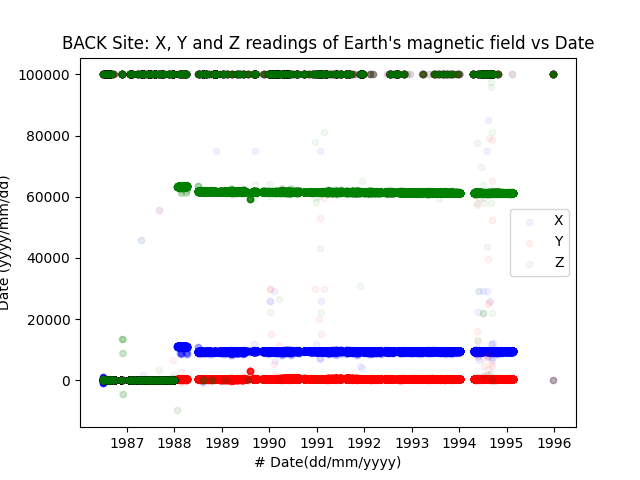 BACK Site: X, Y and Z readings of Earth's magnetic field vs Date
100000
80000
60000
40000
20000
0
Date (yyyy/mm/dd)
X
Y
Z
1987 1988 1989 1990 1991 1992 1993 1994 1995 1996
# Date(dd/mm/yyyy)